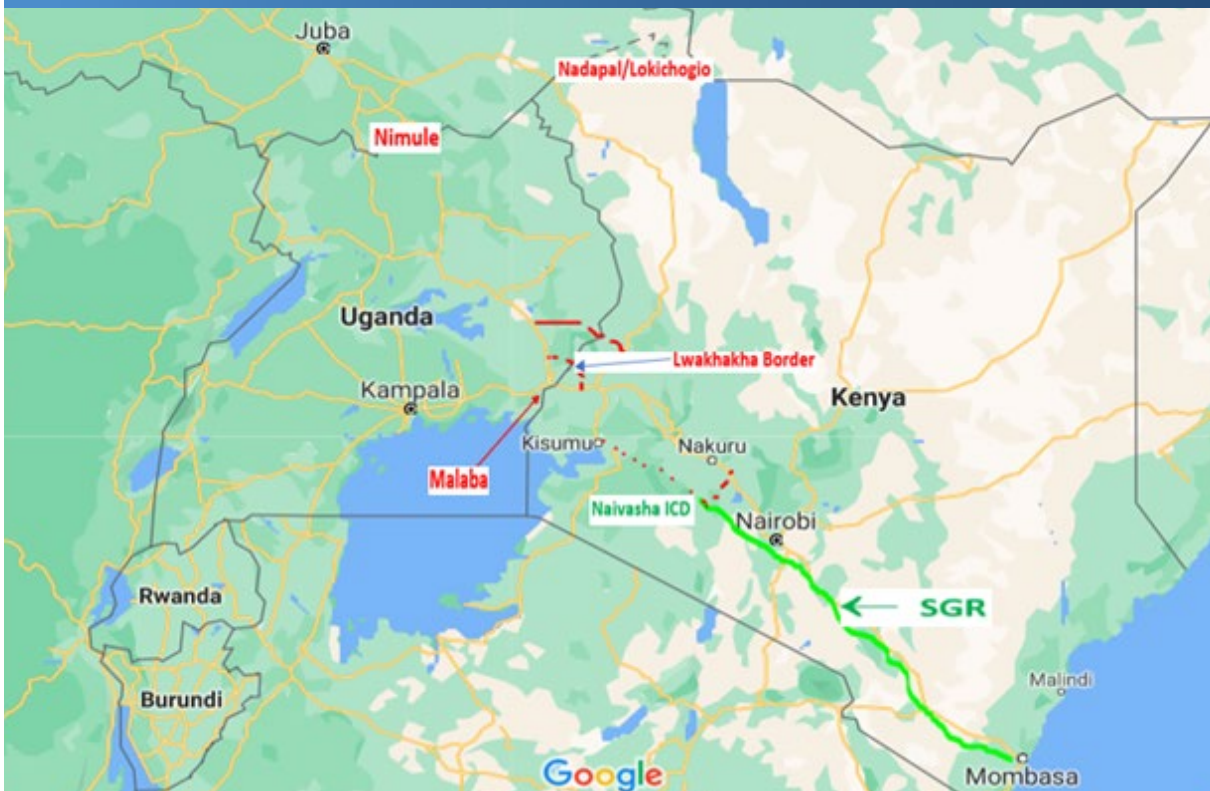 Juba
Nadapal/Lokichogio
Nimule
Uganda
Lwakhakha Border
Kampala
Kenya
Kisumu
Nakuru
Malaba
Naivasha ICD
Nairobi
Rwanda
SGR
Malindi
Burundi
Google
Mombasa